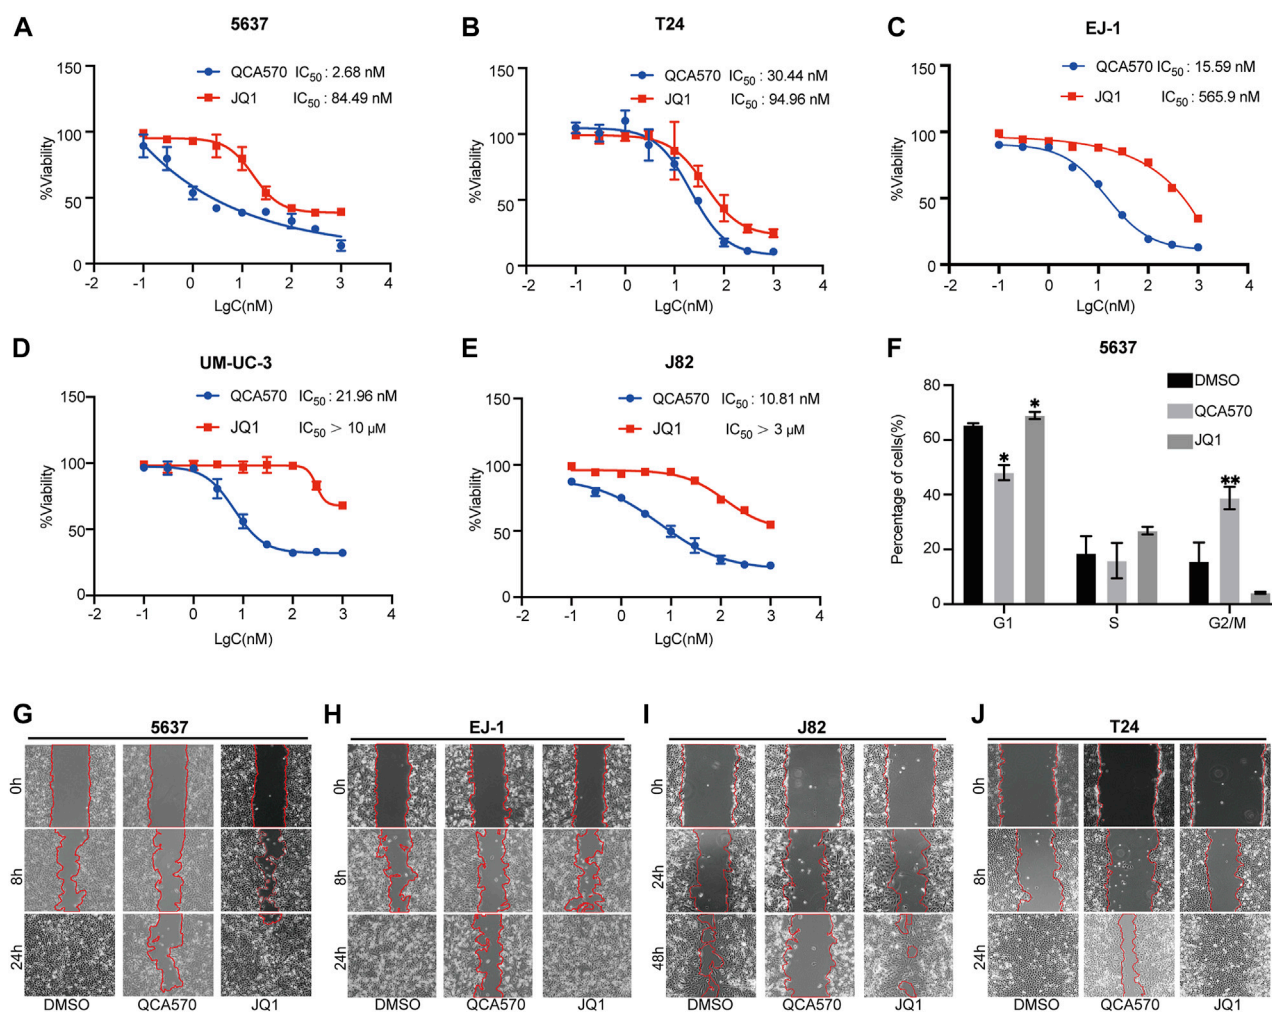 A
5637
QCA570 IC50 : 2.68 nM
JQ1 IC50 : 84.49 nM
150
100
50
0
%Viability
-2 -1 0 1 2 3 4
LgC(nM)
B
T24
QCA570 IC50 : 30.44 nM
JQ1 IC50 : 94.96 nM
150
100
50
0
%Viability
-2 -1 0 1 2 3 4
LgC(nM)
C
EJ-1
QCA570 IC50 : 15.59 nM
JQ1 IC50 : 565.9 nM
150
100
50
0
%Viability
-2 -1 0 1 2 3 4
LgC(nM)
D
UM-UC-3
QCA570 IC50 : 21.96 nM
JQ1 IC50 > 10 μM
150
100
50
0
%Viability
-2 -1 0 1 2 3 4
LgC(nM)
E
J82
QCA570 IC50 : 10.81 nM
JQ1 IC50 > 3 μM
150
100
50
0
%Viability
-2 -1 0 1 2 3 4
LgC(nM)
F
5637
DMSO
QCA570
JQ1
80
60
40
20
0
Percentage of cells(%)
* * **
G1 S G2/M
G
5637
0h
8h
24h
DMSO QCA570 JQ1
H
EJ-1
0h
8h
24h
DMSO QCA570 JQ1
I
J82
0h
24h
48h
DMSO QCA570 JQ1
J
T24
0h
8h
24h
DMSO QCA570 JQ1